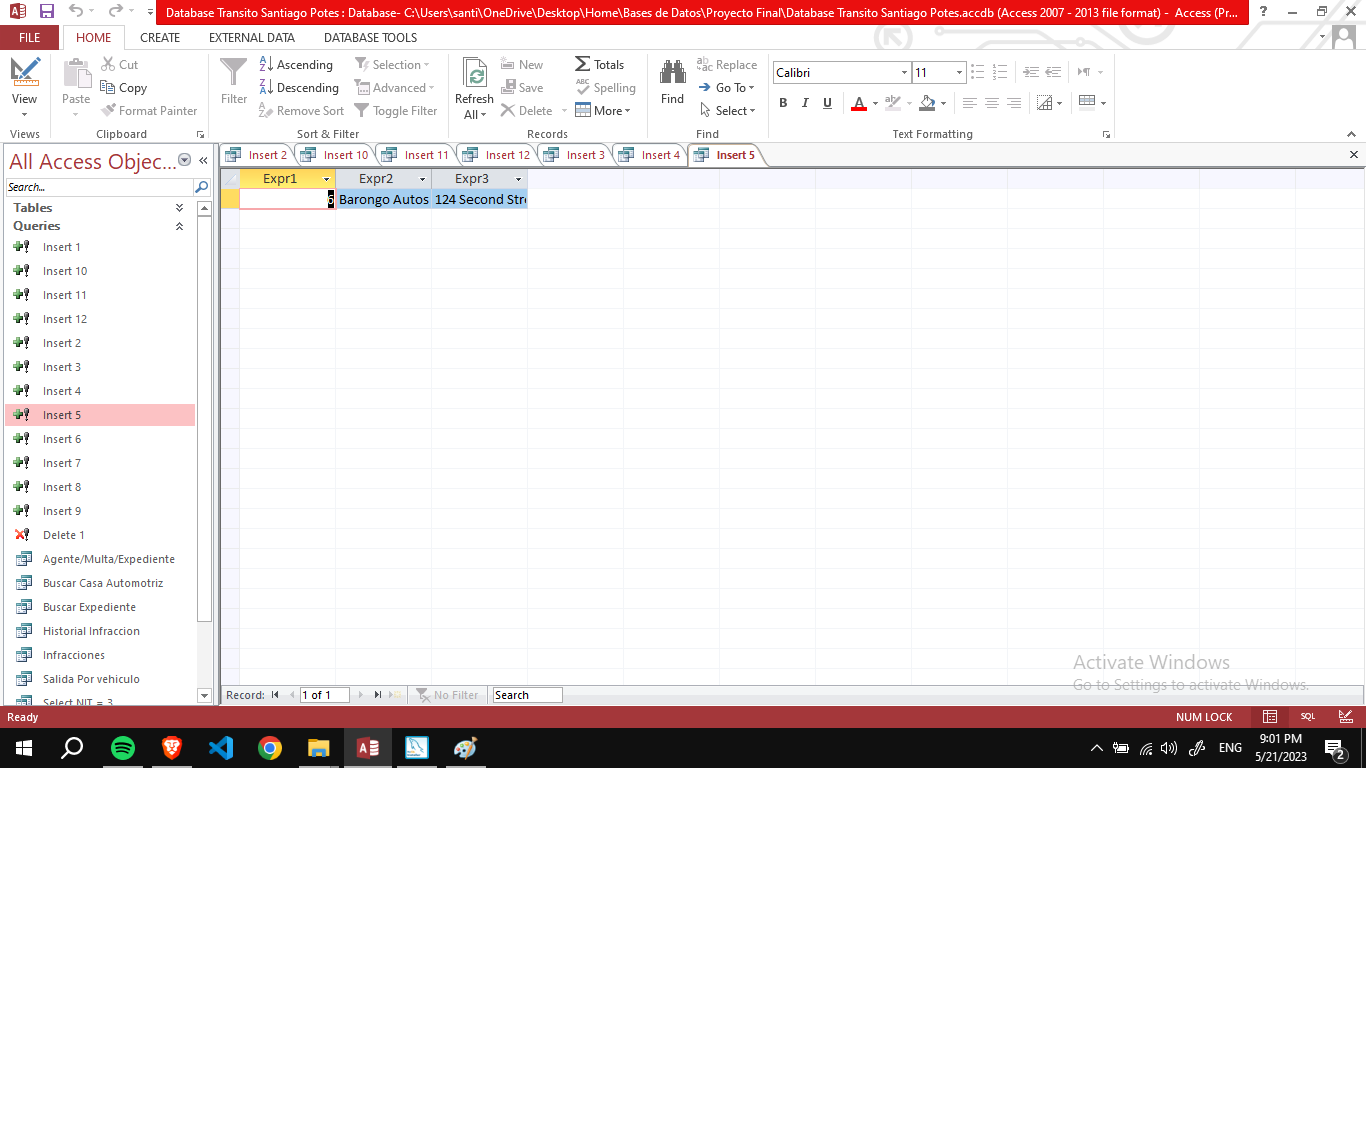 Database Transito Santiago Potes : Database- C:\Users\santi\OneDrive\Desktop\Home\Bases de Datos\Proyecto Final\Database Transito Santiago Potes.accdb (Access 2007 - 2013 file format) - Access (Pr...
FILE HOME CREATE EXTERNAL DATA DATABASE TOOLS
View
Views
Paste
Cut
Copy
Format Painter
Clipboard
Filter
Ascending
Descending
Remove Sort
Selection
Advanced
Toggle Filter
Sort & Filter
Refresh
All
New
Save
Delete
Totals
Spelling
More
Records
Find
Replace
Go To
Select
Find
Calibri 11
B I U A
Text Formatting
All Access Objec...
Search...
Tables
Queries
Insert 1
Insert 10
Insert 11
Insert 12
Insert 2
Insert 3
Insert 4
Insert 5
Insert 6
Insert 7
Insert 8
Insert 9
Delete 1
Agente/Multa/Expediente
Buscar Casa Automotriz
Buscar Expediente
Historial Infraccion
Infracciones
Salida Por vehiculo
Select NIT = 3
Insert 2 Insert 10 Insert 11 Insert 12 Insert 3 Insert 4 Insert 5
Expr1 Expr2 Expr3
6 Barongo Autos 124 Second Stre
Activate Windows
Go to Settings to activate Windows.
Record: 1 of 1 No Filter Search
Ready NUM LOCK SQL
ENG 9:01 PM
5/21/2023
2